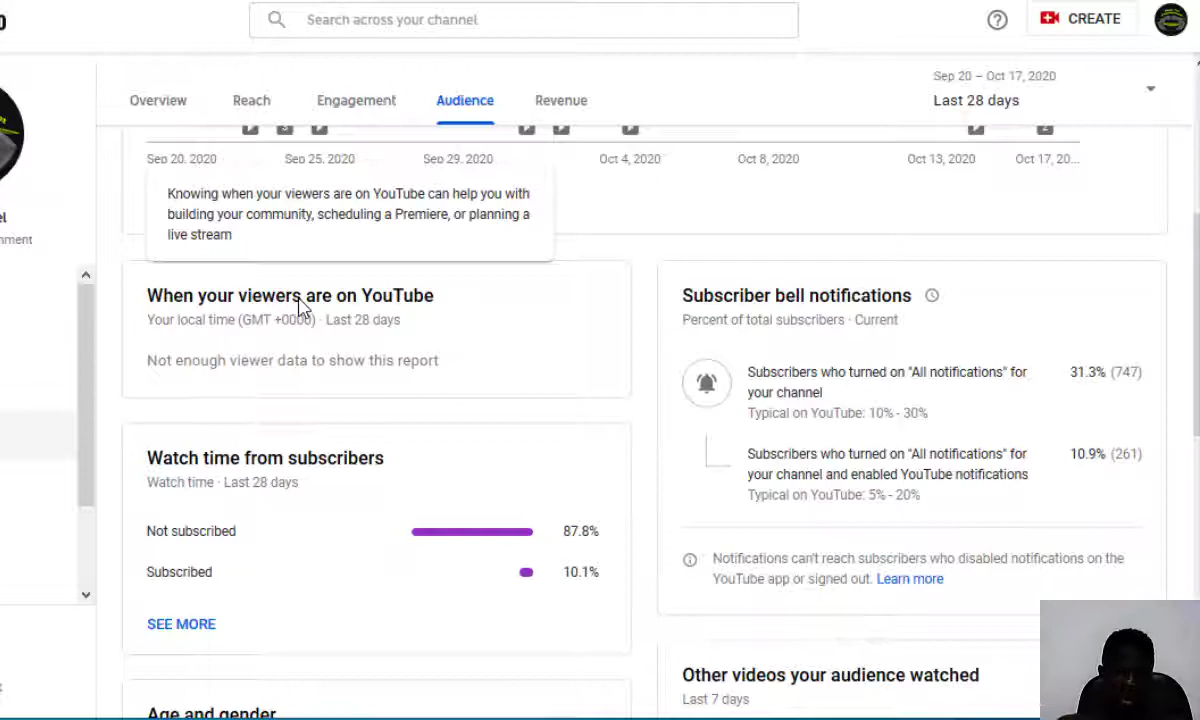 Search across your channel
CREATE
Overview
Reach
Engagement
Audience
Revenue
Sep 20 – Oct 17, 2020
Last 28 days
Sep 20. 2020
Sep 25, 2020
Sep 29. 2020
Oct 4, 2020
Oct 8, 2020
Oct 13, 2020
Oct 17, 20...
Knowing when your viewers are on YouTube can help you with
building your community, scheduling a Premiere, or planning a
live stream
When your viewers are on YouTube
Your local time (GMT +0000) · Last 28 days
Not enough viewer data to show this report
Watch time from subscribers
Watch time · Last 28 days
Not subscribed
87.8%
Subscribed
10.1%
SEE MORE
Age and gender
Subscriber bell notifications
Percent of total subscribers · Current
Subscribers who turned on "All notifications" for
your channel
31.3% (747)
Typical on YouTube: 10% - 30%
Subscribers who turned on "All notifications" for
your channel and enabled YouTube notifications
10.9% (261)
Typical on YouTube: 5% - 20%
Notifications can't reach subscribers who disabled notifications on the
YouTube app or signed out. Learn more
Other videos your audience watched
Last 7 days